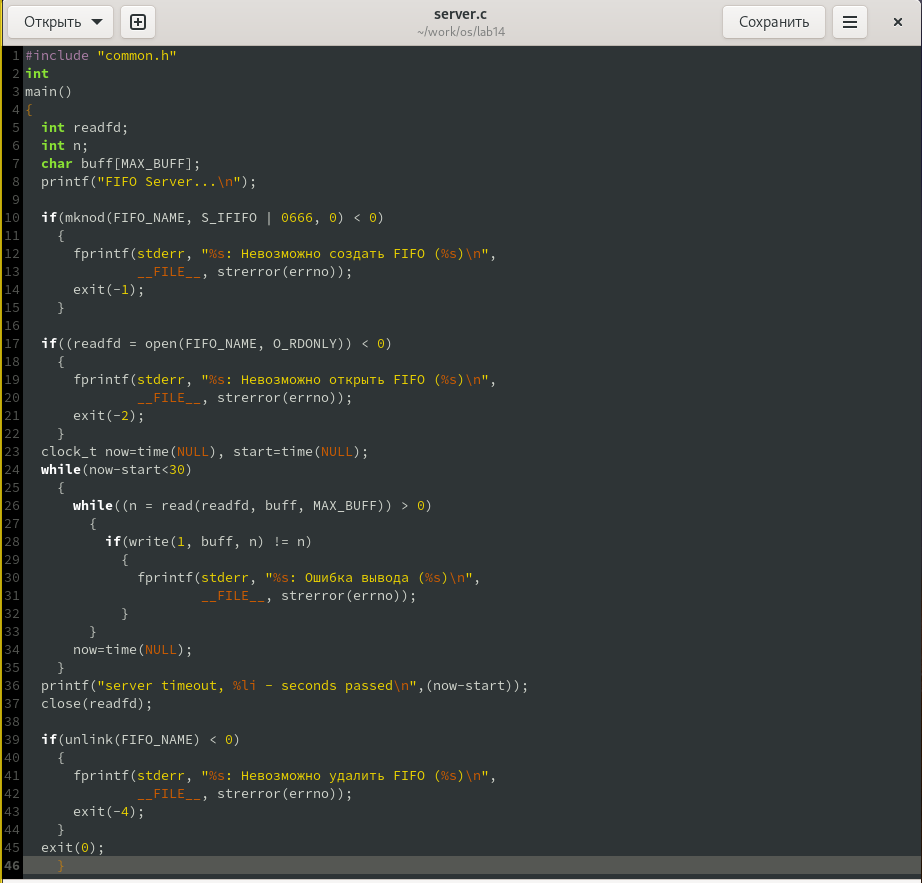 Открыть
server.c
~/work/os/lab14
Сохранить
1 #include "common.h"
2 int
3 main()
4 {
5   int readfd;
6   int n;
7   char buff[MAX_BUFF];
8   printf("FIFO Server...\n");
9
10   if(mknod(FIFO_NAME, S_IFIFO | 0666, 0) < 0)
11     {
12       fprintf(stderr, "%s: Невозможно создать FIFO (%s)\n",
13               __FILE__, strerror(errno));
14       exit(-1);
15     }
16
17   if((readfd = open(FIFO_NAME, O_RDONLY)) < 0)
18     {
19       fprintf(stderr, "%s: Невозможно открыть FIFO (%s)\n",
20               __FILE__, strerror(errno));
21       exit(-2);
22     }
23   clock_t now=time(NULL), start=time(NULL);
24   while(now-start<30)
25     {
26       while((n = read(readfd, buff, MAX_BUFF)) > 0)
27         {
28           if(write(1, buff, n) != n)
29             {
30               fprintf(stderr, "%s: Ошибка вывода (%s)\n",
31                       __FILE__, strerror(errno));
32             }
33         }
34       now=time(NULL);
35     }
36   printf("server timeout, %li - seconds passed\n",(now-start));
37   close(readfd);
38
39   if(unlink(FIFO_NAME) < 0)
40     {
41       fprintf(stderr, "%s: Невозможно удалить FIFO (%s)\n",
42               __FILE__, strerror(errno));
43       exit(-4);
44     }
45   exit(0);
46     }